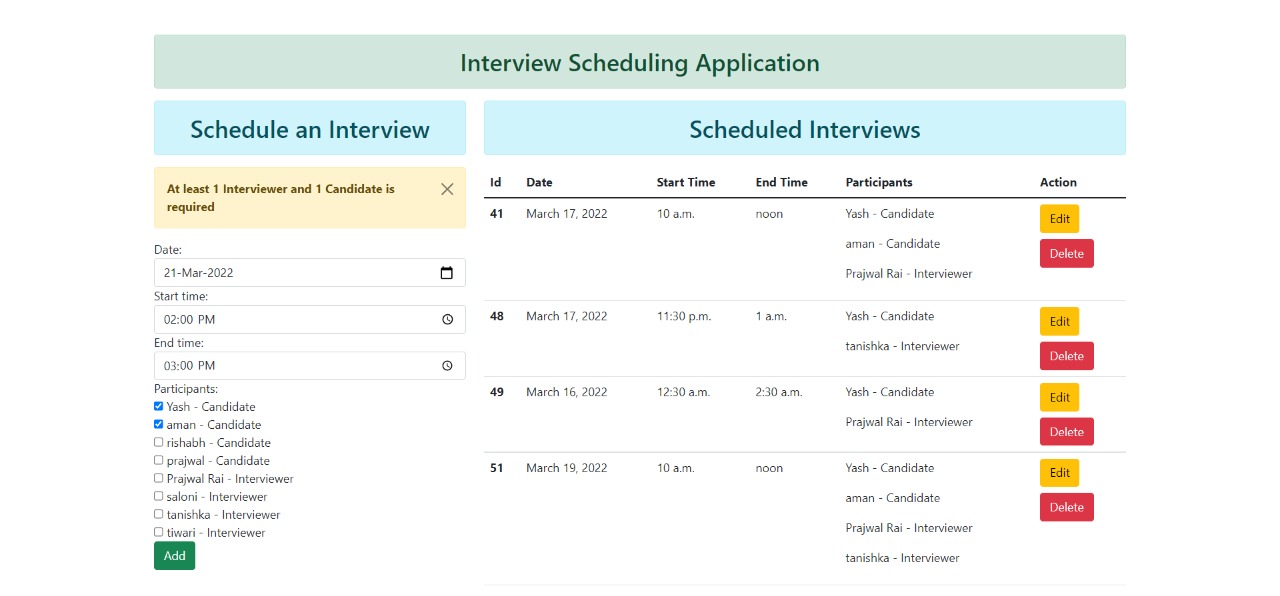 Interview Scheduling Application
Schedule an Interview
At least 1 Interviewer and 1 Candidate is
required
Date:
21-Mar-2022
Start time:
02:00 PM
End time:
03:00 PM
Participants:
Yash - Candidate
aman - Candidate
rishabh - Candidate
prajwal - Candidate
Prajwal Rai - Interviewer
saloni - Interviewer
tanishka - Interviewer
tiwari - Interviewer
Add
Scheduled Interviews
Id Date Start Time End Time Participants Action
41 March 17, 2022 10 a.m. noon Yash - Candidate Edit
aman - Candidate Delete
Prajwal Rai - Interviewer
48 March 17, 2022 11:30 p.m. 1 a.m. Yash - Candidate Edit
tanishka - Interviewer Delete
49 March 16, 2022 12:30 a.m. 2:30 a.m. Yash - Candidate Edit
Prajwal Rai - Interviewer Delete
51 March 19, 2022 10 a.m. noon Yash - Candidate Edit
aman - Candidate Delete
Prajwal Rai - Interviewer
tanishka - Interviewer